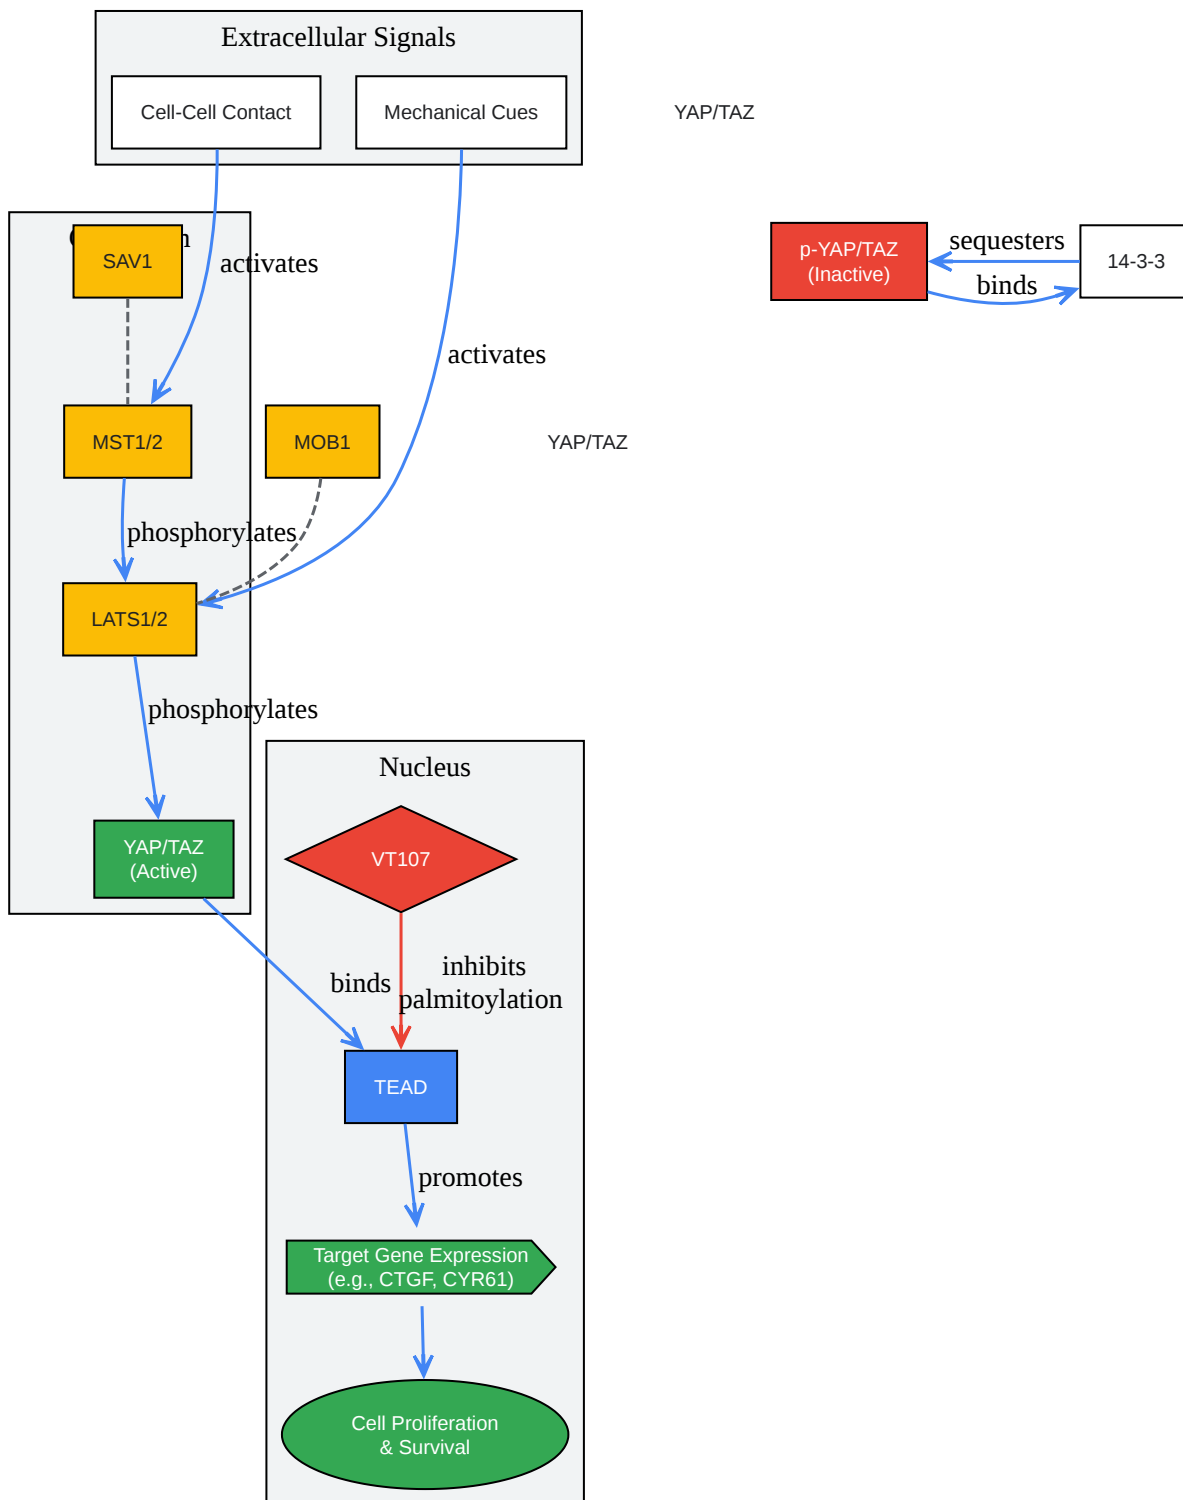 Extracellular Signals
Cell-Cell Contact
Mechanical Cues
YAP/TAZ
SAV1
activates
p-YAP/TAZ
(Inactive)
sequesters
binds
14-3-3
activates
MST1/2
MOB1
YAP/TAZ
phosphorylates
LATS1/2
phosphorylates
Nucleus
YAP/TAZ
(Active)
VT107
binds
inhibits
palmitoylation
TEAD
promotes
Target Gene Expression
(e.g., CTGF, CYR61)
Cell Proliferation
& Survival